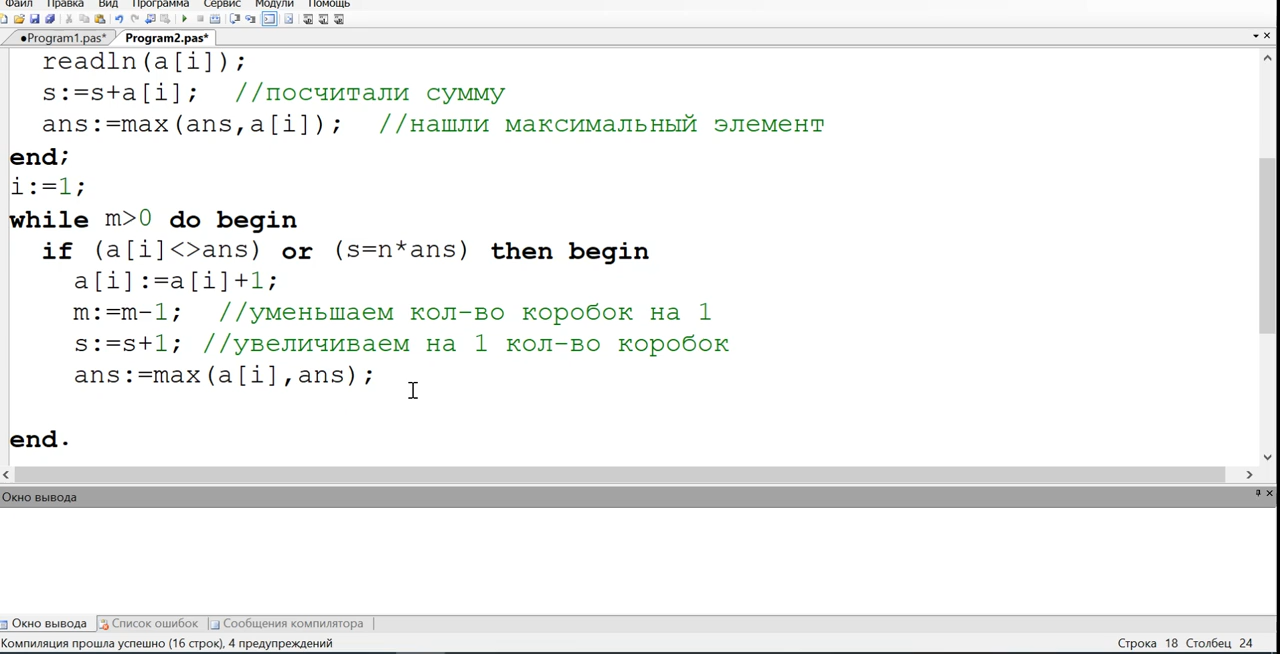 Файл Правка Вид Программа Сервис Модули Помощь
●Program1.pas* Program2.pas*
readln(a[i]);
s:=s+a[i]; //посчитали сумму
ans:=max(ans,a[i]); //нашли максимальный элемент
end;
i:=1;
while m>0 do begin
if (a[i]<>ans) or (s=n*ans) then begin
a[i]:=a[i]+1;
m:=m-1; //уменьшаем кол-во коробок на 1
s:=s+1; //увеличиваем на 1 кол-во коробок
ans:=max(a[i],ans);
end.
Окно вывода
Окно вывода Список ошибок Сообщения компилятора
Компиляция прошла успешно (16 строк), 4 предупреждений Строка 18 Столбец 24